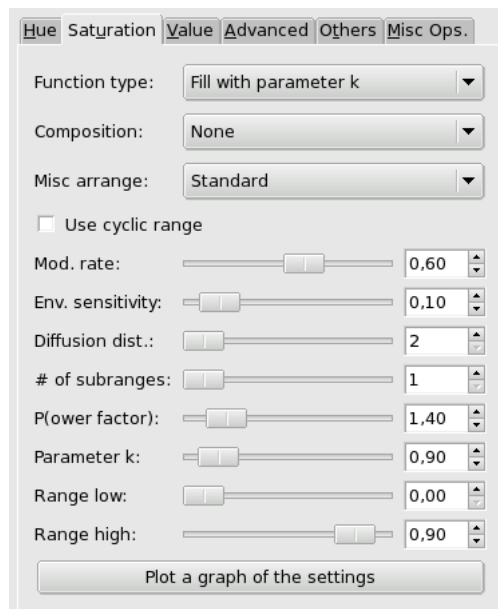 Hue Saturation Value Advanced Others Misc Ops.
Function type: Fill with parameter k
Composition: None
Misc arrange: Standard
Use cyclic range
Mod. rate: 0,60
Env. sensitivity: 0,10
Diffusion dist.: 2
# of subranges: 1
P(ower factor): 1,40
Parameter k: 0,90
Range low: 0,00
Range high: 0,90
Plot a graph of the settings